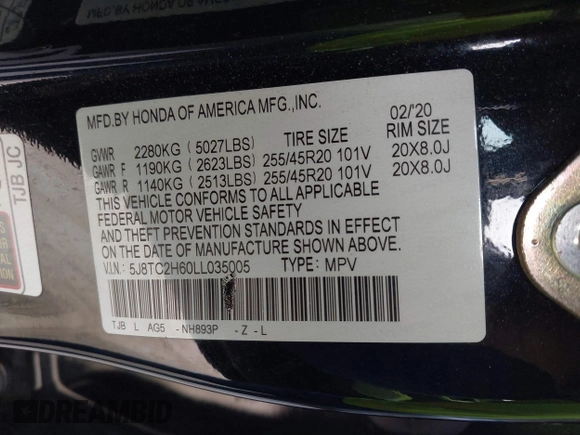 MFD.BY HONDA OF AMERICA MFG.,INC. 02/'20
TIRE SIZE RIM SIZE
GVWR 2280KG (5027LBS)
GAWR F 1190KG (2623LBS) 255/45R20 101V 20X8.0J
GAWR R 1140KG (2513LBS) 255/45R20 101V 20X8.0J
THIS VEHICLE CONFORMS TO ALL APPLICABLE
FEDERAL MOTOR VEHICLE SAFETY
AND THEFT PREVENTION STANDARDS IN EFFECT
ON THE DATE OF MANUFACTURE SHOWN ABOVE.
V.I.N: 5J8TC2H60LL035005 TYPE: MPV
TJB L AG5 -NH893P -Z-L
TJB JC
DREAMBID